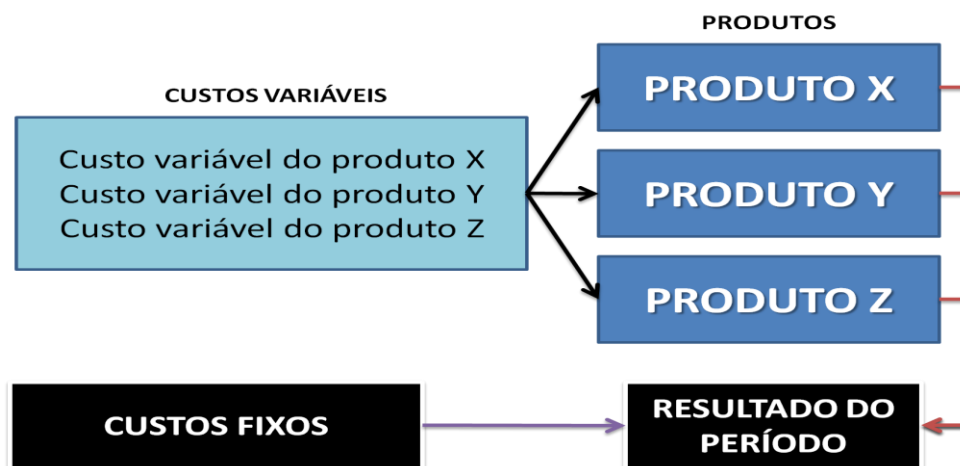 PRODUTOS
CUSTOS VARIÁVEIS
Custo variável do produto X
Custo variável do produto Y
Custo variável do produto Z
PRODUTO X
PRODUTO Y
PRODUTO Z
CUSTOS FIXOS
RESULTADO DO
PERÍODO